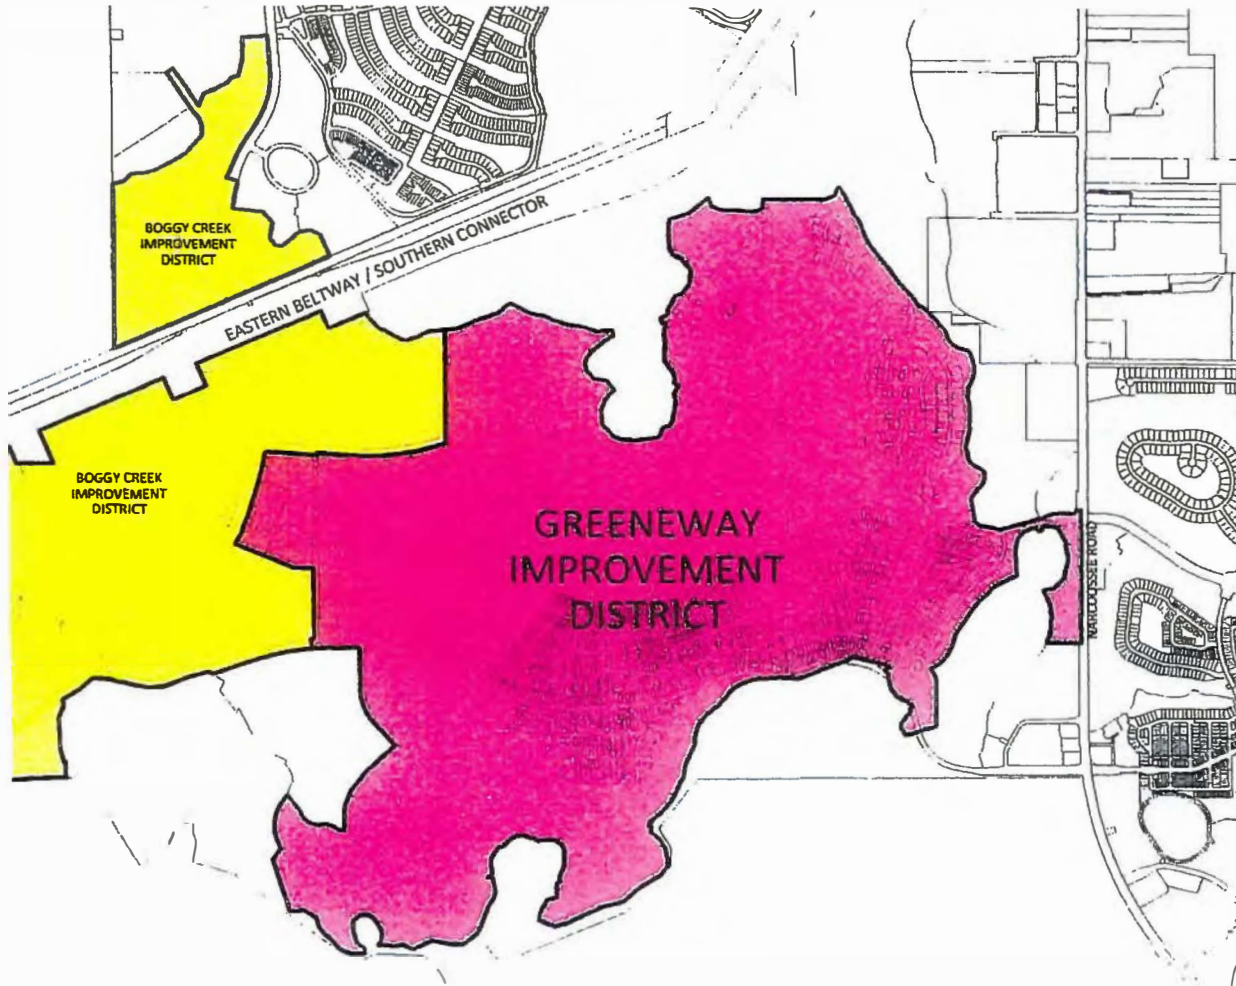 BOGGY CREEK
IMPROVEMENT
DISTRICT
EASTERN BELTWAY / SOUTHERN CONNECTOR
BOGGY CREEK
IMPROVEMENT
DISTRICT
GREENEWAY
IMPROVEMENT
DISTRICT
NARCOOSSEE ROAD